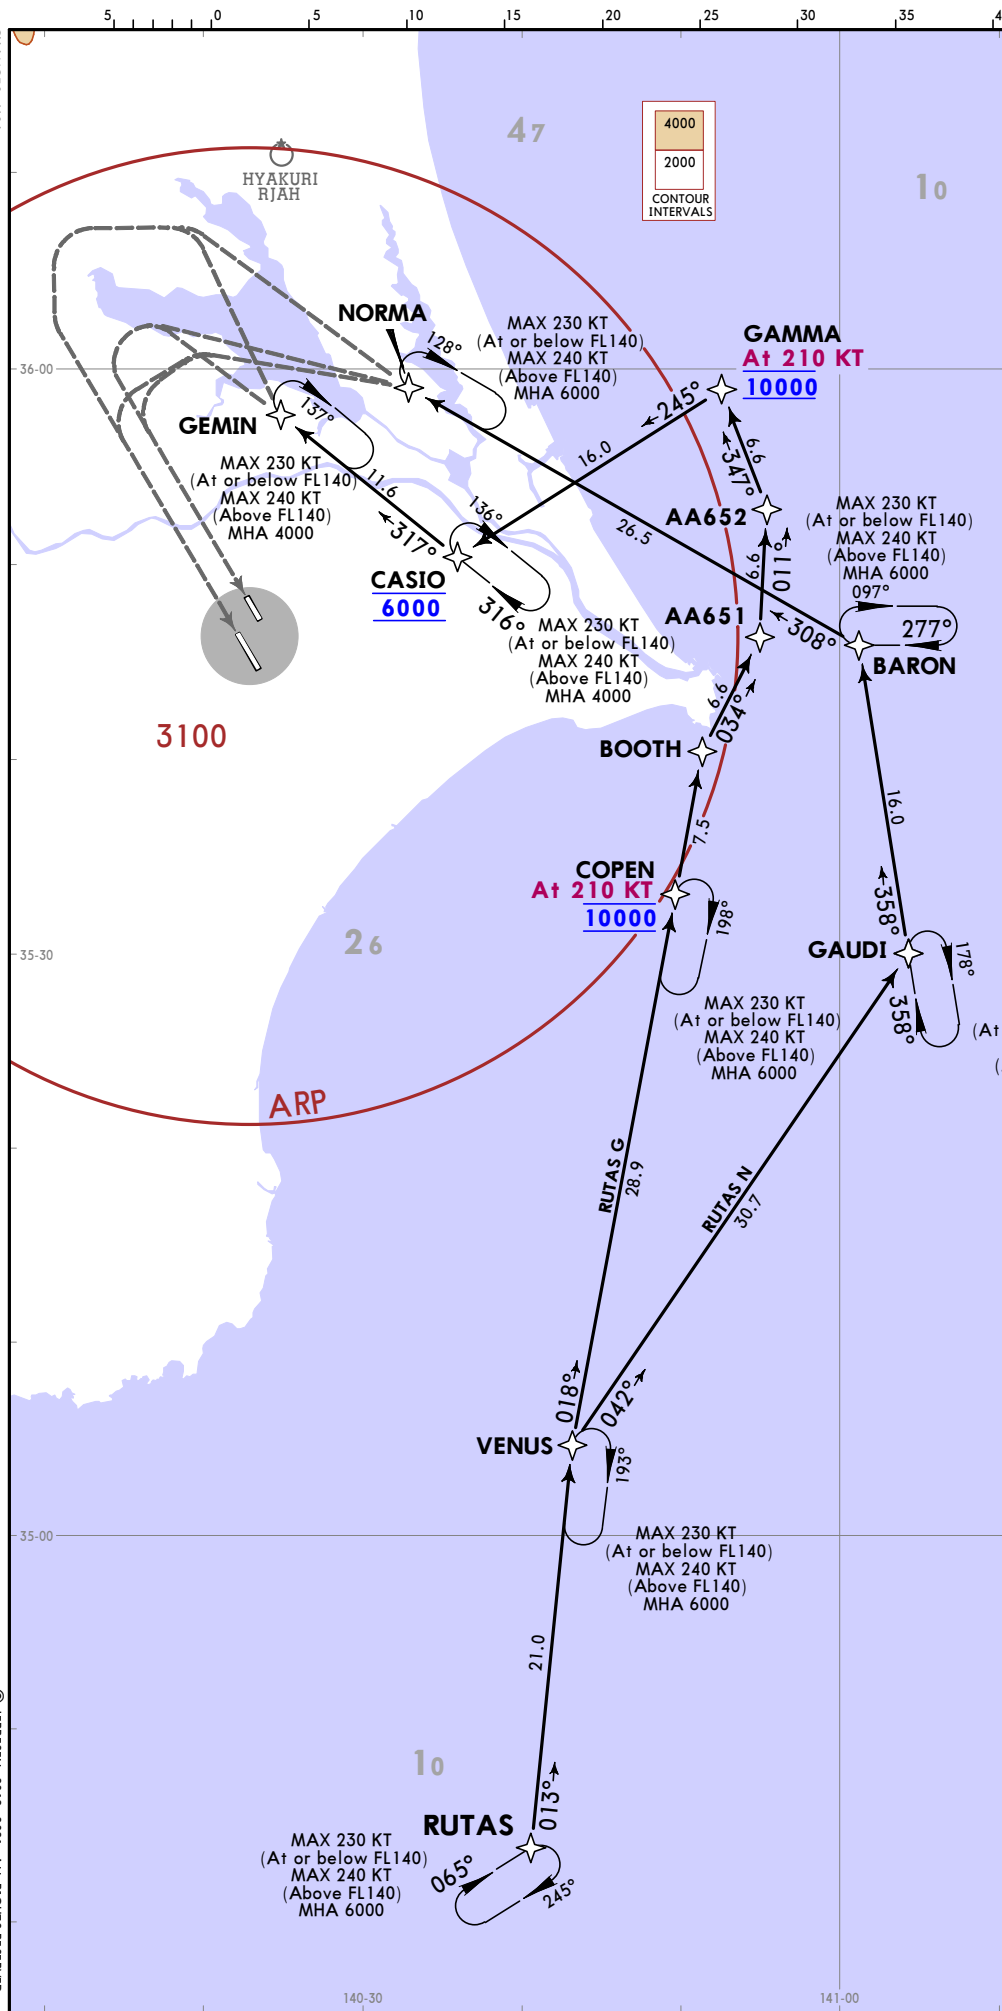 5 0 5 10 15 20 25 30 35
4000
2000
CONTOUR
INTERVALS
47
10
HYAKURI
RJAH
NORMA
128°
MAX 230 KT
(At or below FL140)
MAX 240 KT
(Above FL140)
MHA 6000
GAMMA
At 210 KT
10000
36-00
245°
16.0
GEMIN
137°
MAX 230 KT
(At or below FL140)
MAX 240 KT
(Above FL140)
MHA 4000
11.6
317°
6.6
347°
AA652
26.5
136°
CASIO
6000
316°
MAX 230 KT
(At or below FL140)
MAX 240 KT
(Above FL140)
MHA 4000
6.6
011°
MAX 230 KT
(At or below FL140)
MAX 240 KT
(Above FL140)
MHA 6000
097°
277°
BARON
AA651
308°
6.6
034°
3100
BOOTH
7.5
16.0
COPEN
At 210 KT
10000
198°
358°
26
35-30
GAUDI
178°
358°
(At
MAX 230 KT
(At or below FL140)
MAX 240 KT
(Above FL140)
MHA 6000
ARP
RUTAS G
28.9
RUTAS N
30.7
018°
042°
VENUS
193°
35-00
MAX 230 KT
(At or below FL140)
MAX 240 KT
(Above FL140)
MHA 6000
21.0
10
013°
RUTAS
MAX 230 KT
(At or below FL140)
MAX 240 KT
(Above FL140)
MHA 6000
065°
245°
140-30
141-00